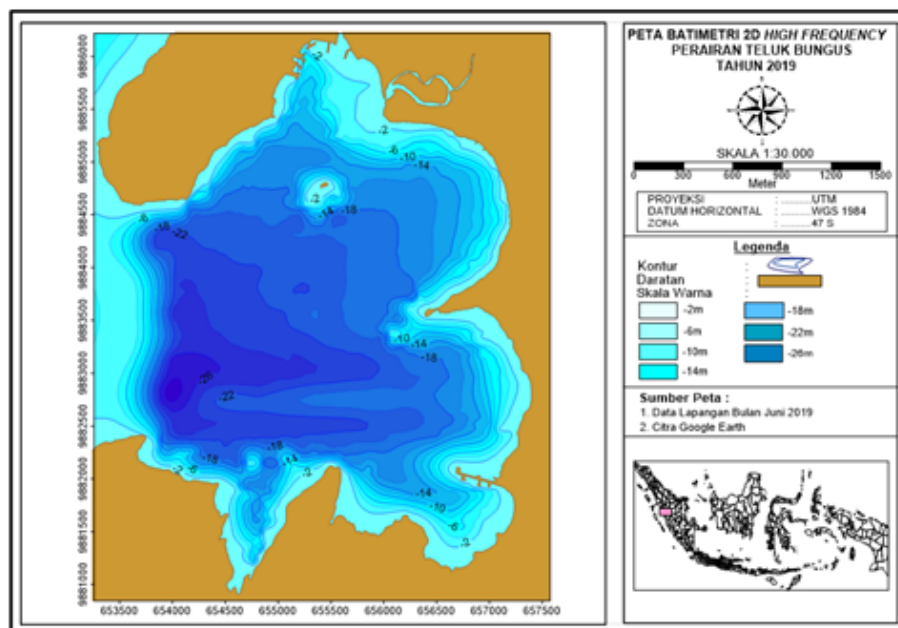 PETA BATIMETRI 2D HIGH FREQUENCY
PERAIRAN TELUK BUNGUS
TAHUN 2019
SKALA 1:30.000
0 300 600 900 1200 1500
Meter
PROYEKSI : .........UTM
DATUM HORIZONTAL : .........WGS 1984
ZONA : .........47 S
Legenda
Kontur :
Daratan :
Skala Warna :
-2m -18m
-6m -22m
-10m -26m
-14m
Sumber Peta :
1. Data Lapangan Bulan Juni 2019
2. Citra Google Earth
9886000
9885500
9885000
9884500
9884000
9883500
9883000
9882500
9882000
9881500
9881000
653500 654000 654500 655000 655500 656000 656500 657000 657500
-2
-2
-6
-10
-14
-2
-14 -18
-6
-18
-22
-10
-14
-18
-26
-22
-18
-14
-2
-18
-6
-2
-14
-10
-6
-2